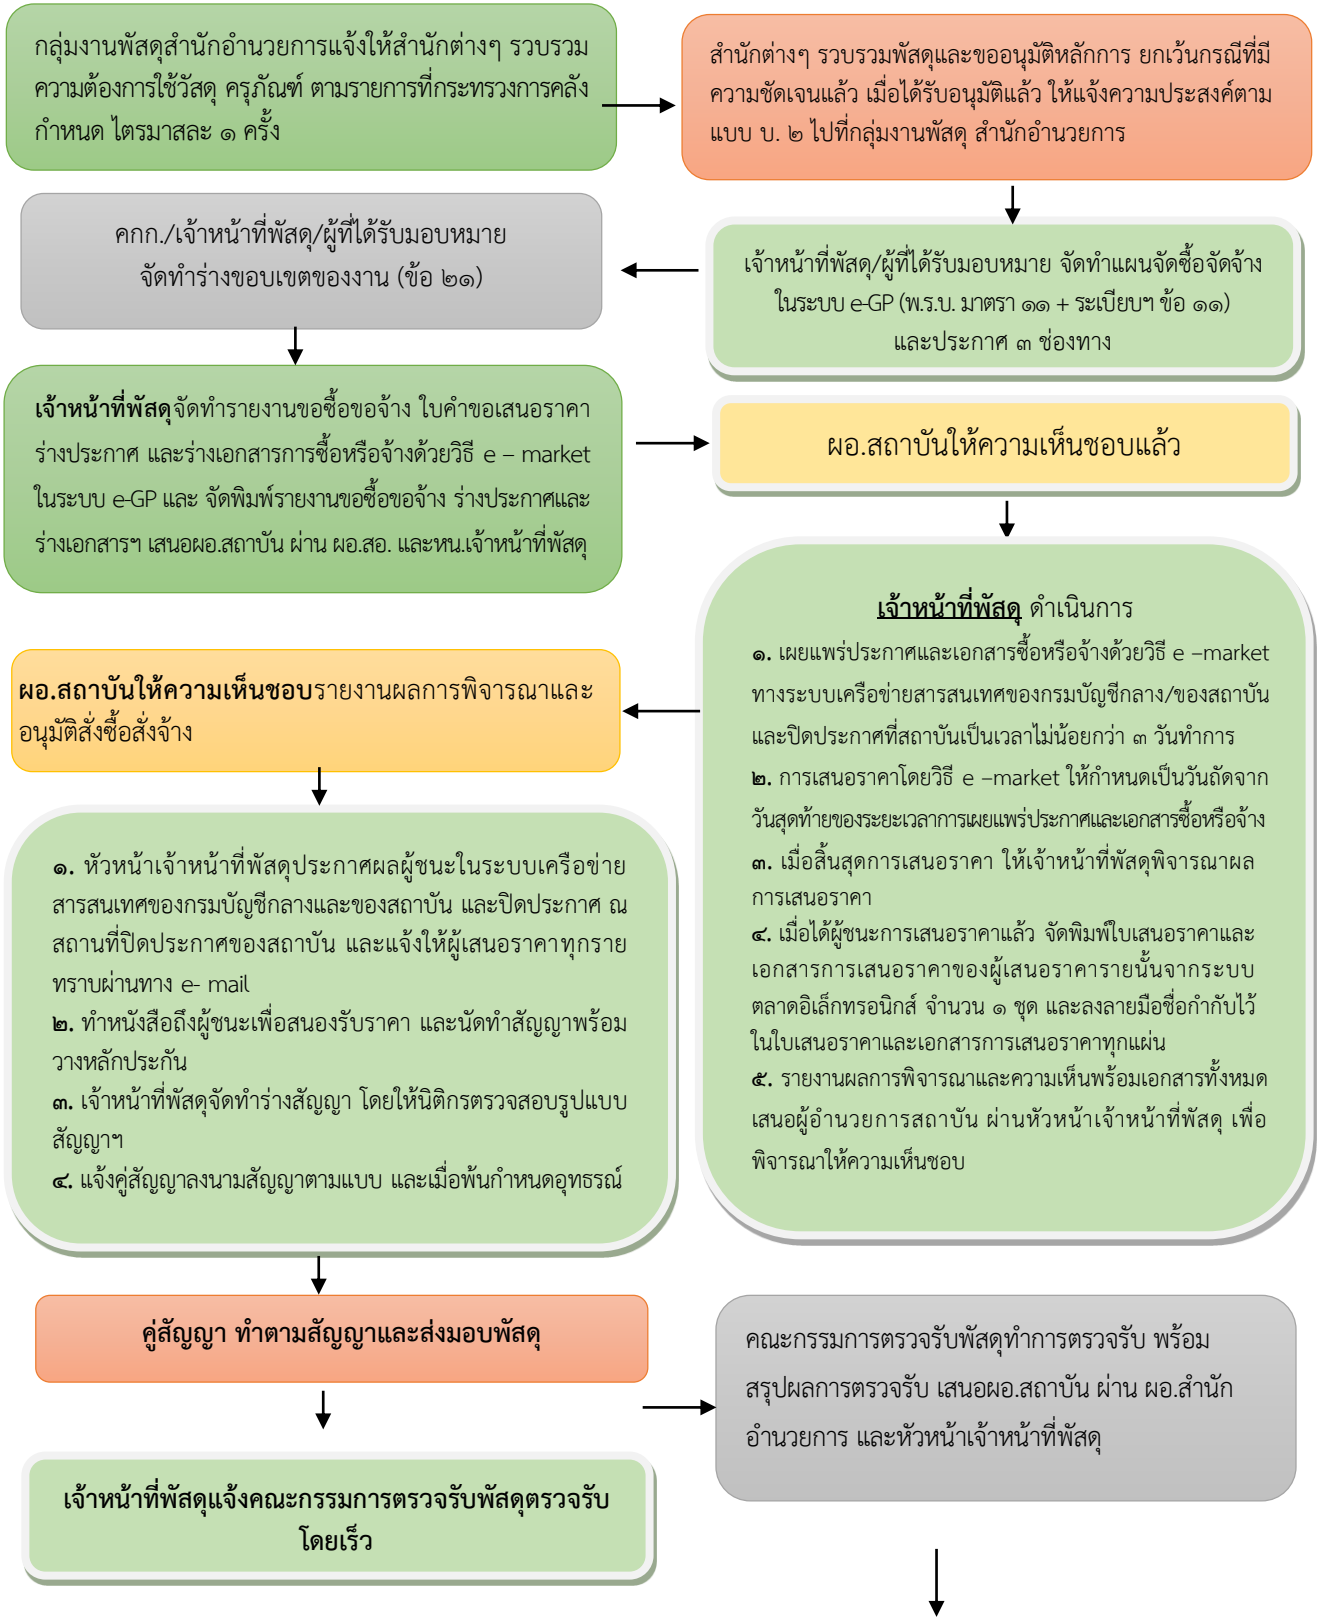 กลุ่มงานพัสดุสำนักอำนวยการแจ้งให้สำนักต่างๆ รวบรวม
ความต้องการใช้วัสดุ ครุภัณฑ์ ตามรายการที่กระทรวงการคลัง
กำหนด ไตรมาสละ ๑ ครั้ง
สำนักต่างๆ รวบรวมพัสดุและขออนุมัติหลักการ ยกเว้นกรณีที่มี
ความชัดเจนแล้ว เมื่อได้รับอนุมัติแล้ว ให้แจ้งความประสงค์ตาม
แบบ บ. ๒ ไปที่กลุ่มงานพัสดุ สำนักอำนวยการ
เจ้าหน้าที่พัสดุ/ผู้ที่ได้รับมอบหมาย จัดทำแผนจัดซื้อจัดจ้าง
ในระบบ e-GP (พ.ร.บ. มาตรา ๑๑ + ระเบียบฯ ข้อ ๑๑)
และประกาศ ๓ ช่องทาง
คกก./เจ้าหน้าที่พัสดุ/ผู้ที่ได้รับมอบหมาย
จัดทำร่างขอบเขตของงาน (ข้อ ๒๑)
เจ้าหน้าที่พัสดุจัดทำรายงานขอซื้อขอจ้าง ใบคำขอเสนอราคา
ร่างประกาศ และร่างเอกสารการซื้อหรือจ้างด้วยวิธี e – market
ในระบบ e-GP และ จัดพิมพ์รายงานขอซื้อขอจ้าง ร่างประกาศและ
ร่างเอกสารฯ เสนอผอ.สถาบัน ผ่าน ผอ.สอ. และหน.เจ้าหน้าที่พัสดุ
ผอ.สถาบันให้ความเห็นชอบแล้ว
เจ้าหน้าที่พัสดุ ดำเนินการ
๑. เผยแพร่ประกาศและเอกสารซื้อหรือจ้างด้วยวิธี e –market
ทางระบบเครือข่ายสารสนเทศของกรมบัญชีกลาง/ของสถาบัน
และปิดประกาศที่สถาบันเป็นเวลาไม่น้อยกว่า ๓ วันทำการ
๒. การเสนอราคาโดยวิธี e –market ให้กำหนดเป็นวันถัดจาก
วันสุดท้ายของระยะเวลาการเผยแพร่ประกาศและเอกสารซื้อหรือจ้าง
๓. เมื่อสิ้นสุดการเสนอราคา ให้เจ้าหน้าที่พัสดุพิจารณาผล
การเสนอราคา
๔. เมื่อได้ผู้ชนะการเสนอราคาแล้ว จัดพิมพ์ใบเสนอราคาและ
เอกสารการเสนอราคาของผู้เสนอราคารายนั้นจากระบบ
ตลาดอิเล็กทรอนิกส์ จำนวน ๑ ชุด และลงลายมือชื่อกำกับไว้
ในใบเสนอราคาและเอกสารการเสนอราคาทุกแผ่น
๕. รายงานผลการพิจารณาและความเห็นพร้อมเอกสารทั้งหมด
เสนอผู้อำนวยการสถาบัน ผ่านหัวหน้าเจ้าหน้าที่พัสดุ เพื่อ
พิจารณาให้ความเห็นชอบ
ผอ.สถาบันให้ความเห็นชอบรายงานผลการพิจารณาและ
อนุมัติสั่งซื้อสั่งจ้าง
๑. หัวหน้าเจ้าหน้าที่พัสดุประกาศผลผู้ชนะในระบบเครือข่าย
สารสนเทศของกรมบัญชีกลางและของสถาบัน และปิดประกาศ ณ
สถานที่ปิดประกาศของสถาบัน และแจ้งให้ผู้เสนอราคาทุกราย
ทราบผ่านทาง e- mail
๒. ทำหนังสือถึงผู้ชนะเพื่อสนองรับราคา และนัดทำสัญญาพร้อม
วางหลักประกัน
๓. เจ้าหน้าที่พัสดุจัดทำร่างสัญญา โดยให้นิติกรตรวจสอบรูปแบบ
สัญญาฯ
๔. แจ้งคู่สัญญาลงนามสัญญาตามแบบ และเมื่อพ้นกำหนดอุทธรณ์
คู่สัญญา ทำตามสัญญาและส่งมอบพัสดุ
เจ้าหน้าที่พัสดุแจ้งคณะกรรมการตรวจรับพัสดุตรวจรับ
โดยเร็ว
คณะกรรมการตรวจรับพัสดุทำการตรวจรับ พร้อม
สรุปผลการตรวจรับ เสนอผอ.สถาบัน ผ่าน ผอ.สำนัก
อำนวยการ และหัวหน้าเจ้าหน้าที่พัสดุ